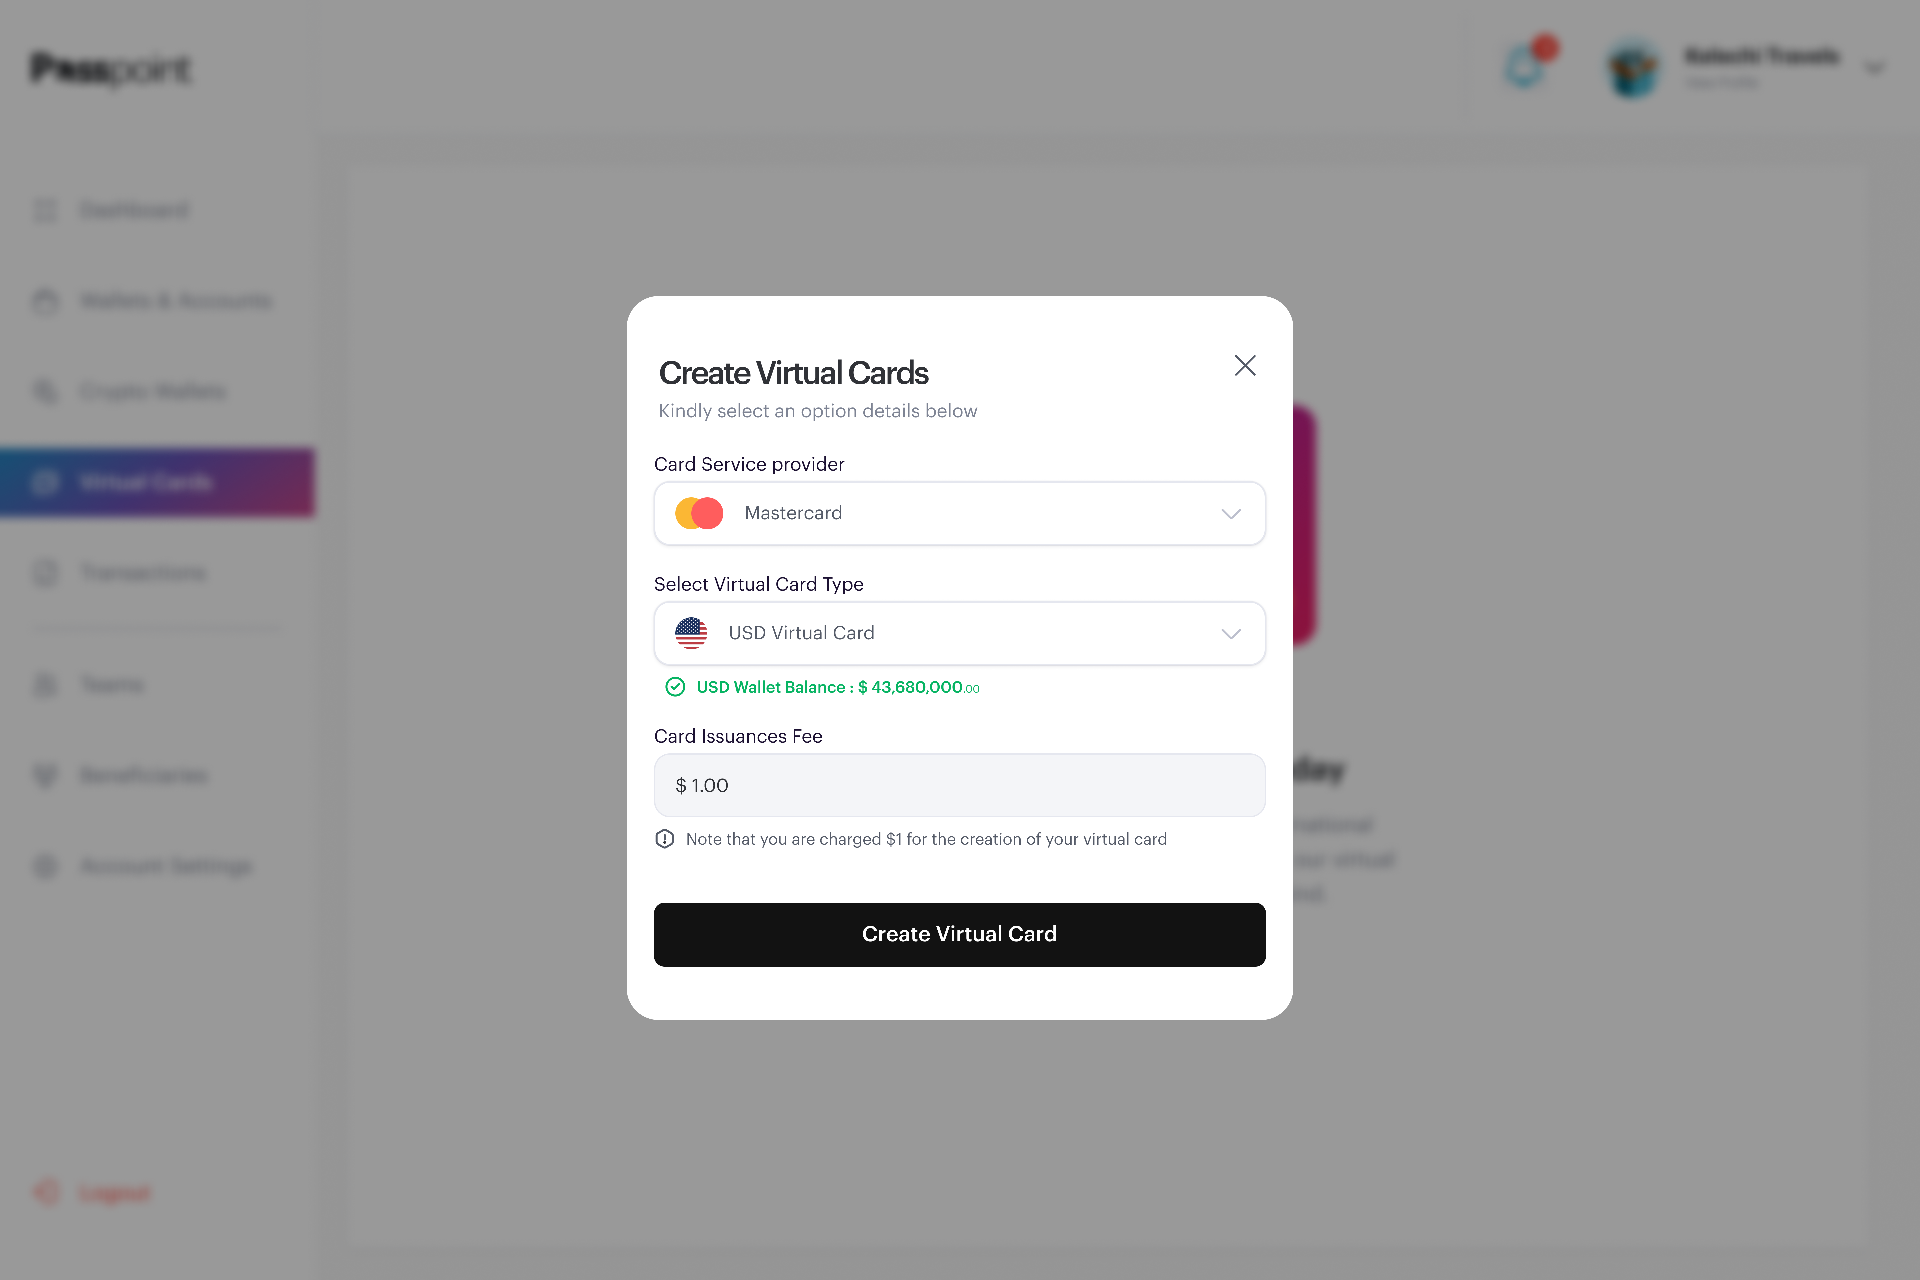 Passpoint
Kelechi Travels
Dashboard
Wallets & Accounts
Crypto Wallets
Virtual Cards
Transactions
Teams
Beneficiaries
Account Settings
Logout
Create Virtual Cards
Kindly select an option details below
Card Service provider
Mastercard
Select Virtual Card Type
USD Virtual Card
USD Wallet Balance : $ 43,680,000.00
Card Issuances Fee
$ 1.00
Note that you are charged $1 for the creation of your virtual card
Create Virtual Card
virtual